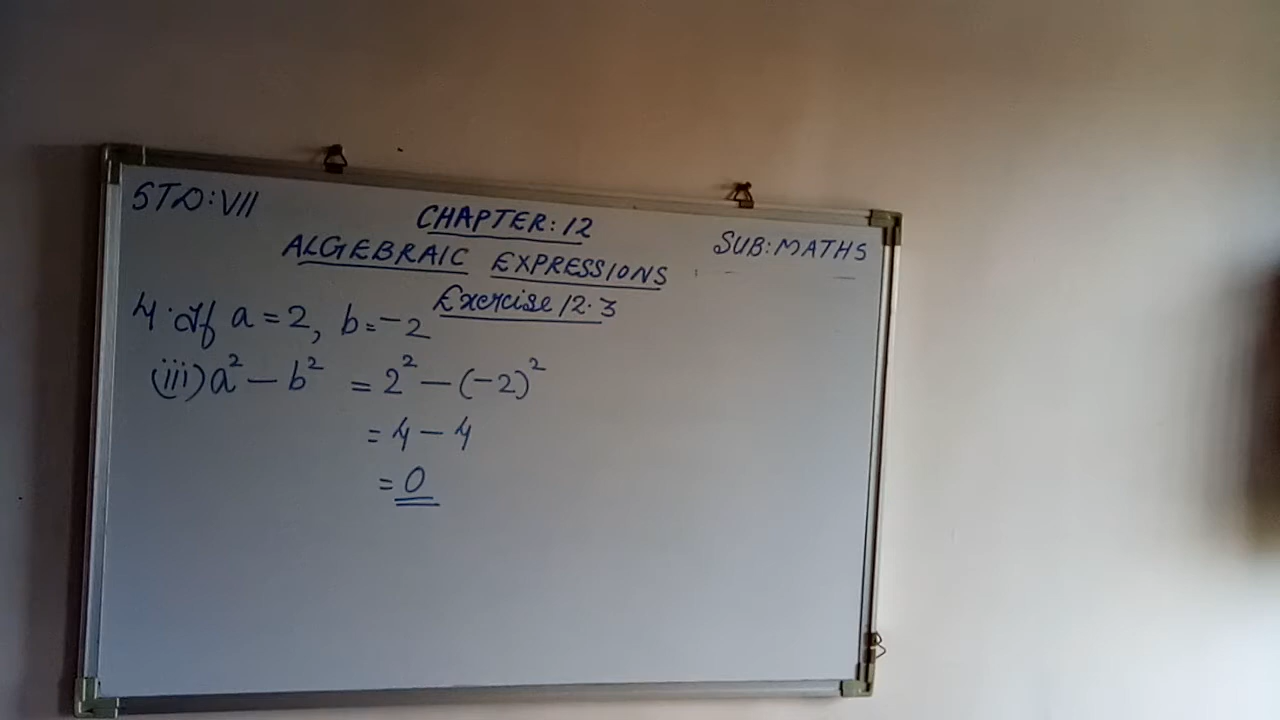 STD:VII
CHAPTER:12
SUB:MATHS
ALGEBRAIC EXPRESSIONS
Exercise 12.3
4. If a = 2, b = -2
(iii) a² - b² = 2² - (-2)²
= 4 - 4
= 0